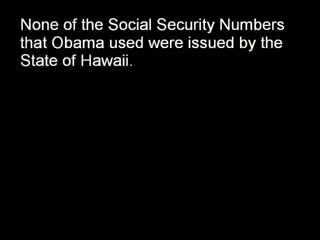 None of the Social Security Numbers
that Obama used were issued by the
State of Hawaii.